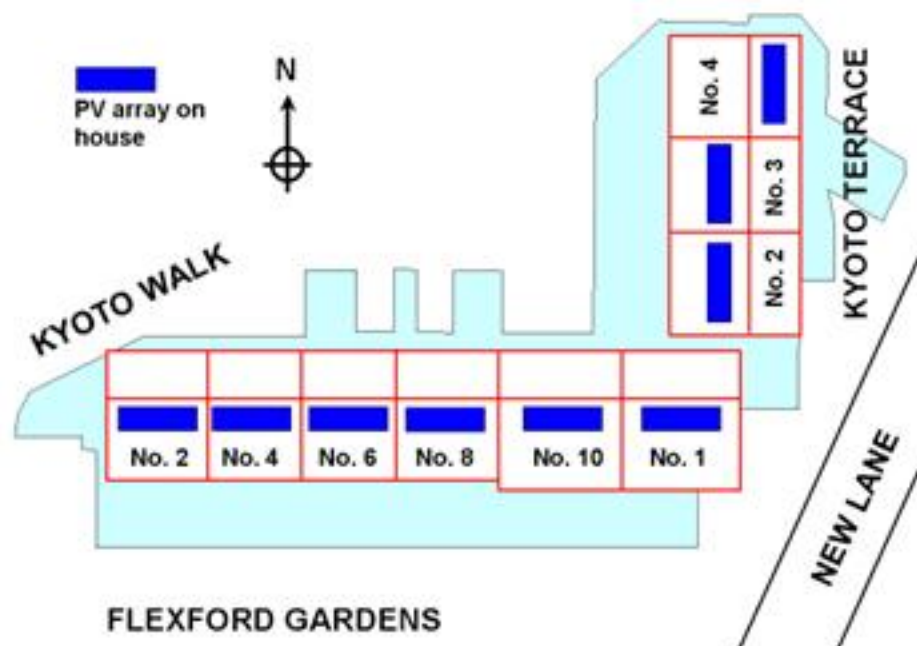 PV array on
house
N
No. 4
No. 3
No. 2
KYOTO TERRACE
KYOTO WALK
No. 2
No. 4
No. 6
No. 8
No. 10
No. 1
NEW LANE
FLEXFORD GARDENS